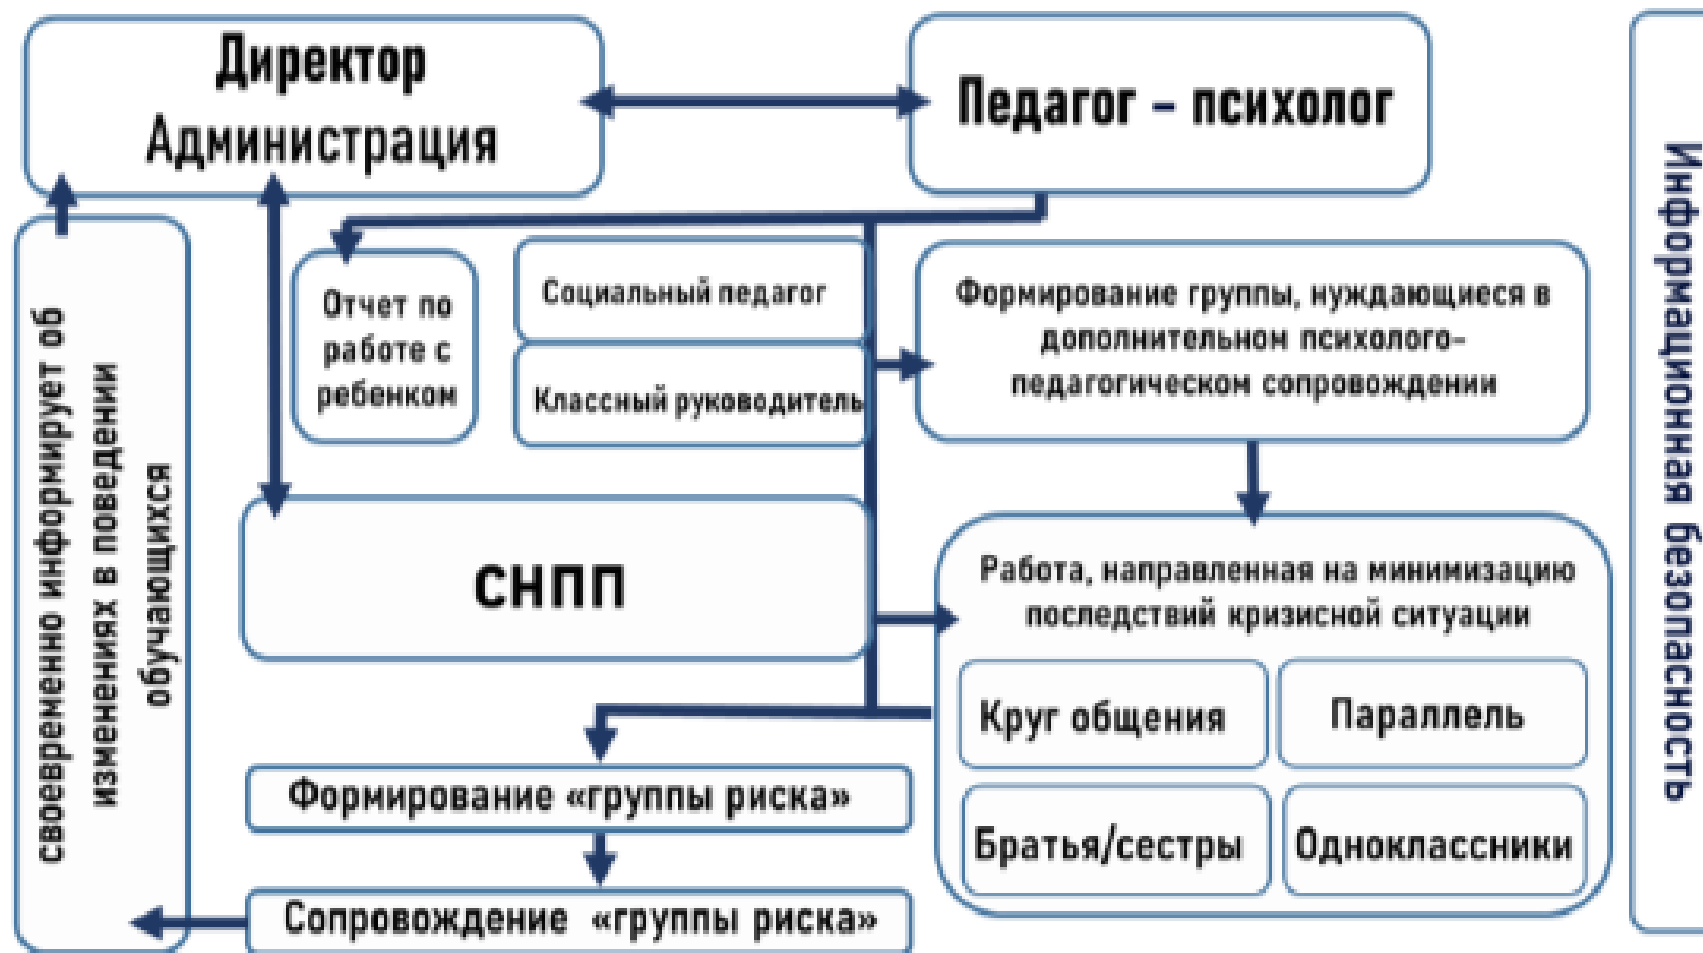 Директор
Администрация
Педагог – психолог
своевременно информирует об
изменениях в поведении
обучающихся
Отчет по
работе с
ребенком
Социальный педагог
Классный руководитель
Формирование группы, нуждающиеся в
дополнительном психолого-
педагогическом сопровождении
СНПП
Работа, направленная на минимизацию
последствий кризисной ситуации
Круг общения
Параллель
Братья/сестры
Одноклассники
Формирование «группы риска»
Сопровождение «группы риска»
Информационная безопасность